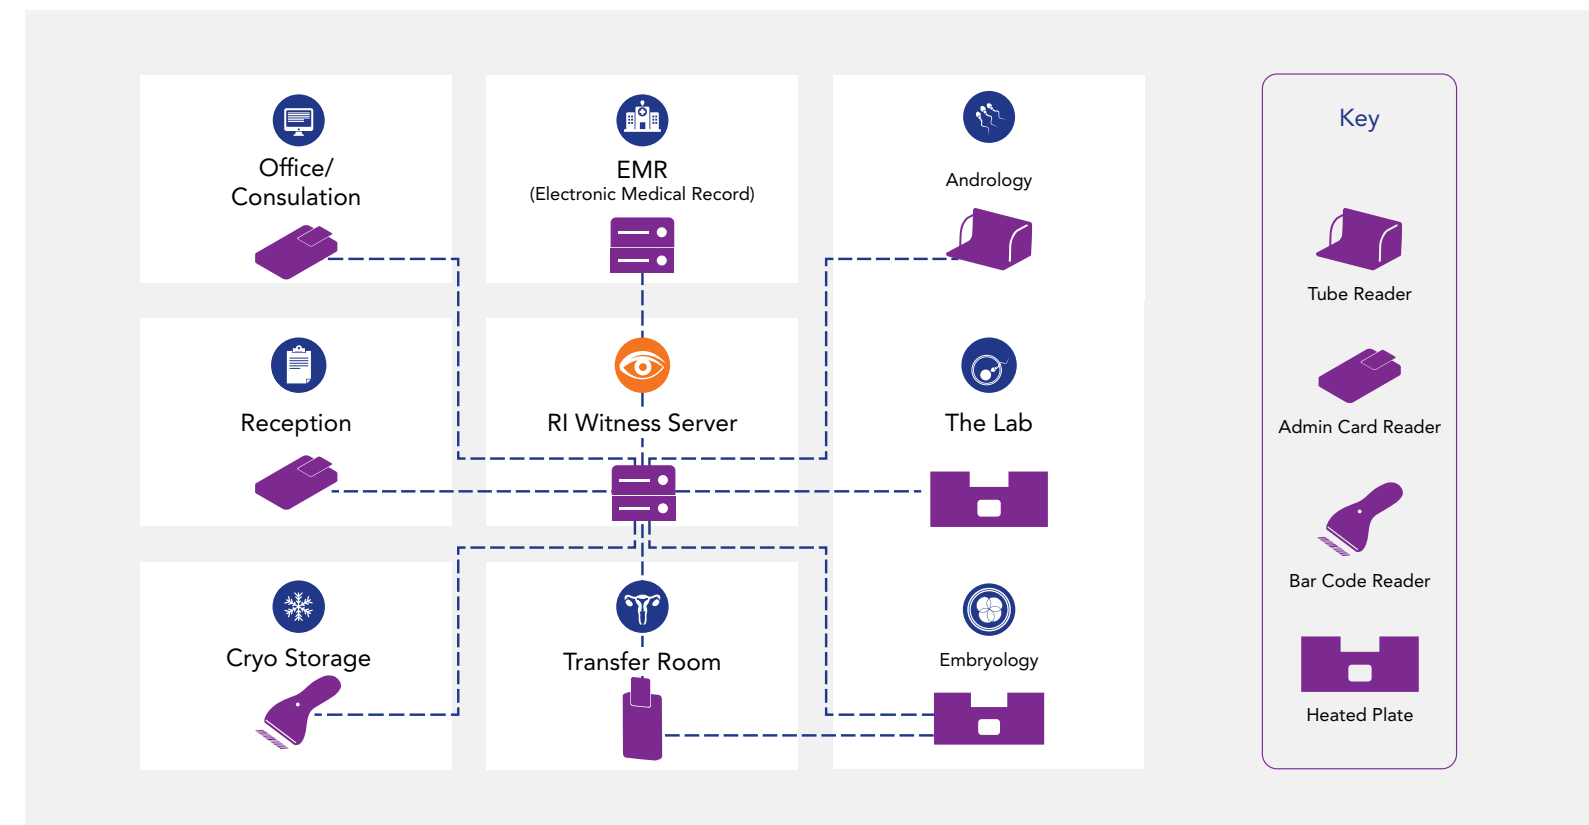 Office/
Consulation
EMR
(Electronic Medical Record)
Andrology
Key
Tube Reader
Reception
RI Witness Server
The Lab
Admin Card Reader
Bar Code Reader
Cryo Storage
Transfer Room
Embryology
Heated Plate